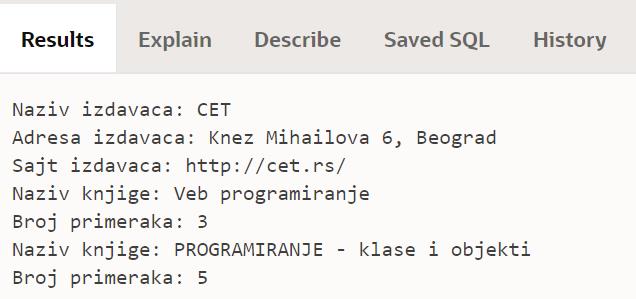 Results Explain Describe Saved SQL History
Naziv izdavaca: CET
Adresa izdavaca: Knez Mihailova 6, Beograd
Sajt izdavaca: http://cet.rs/
Naziv knjige: Veb programiranje
Broj primeraka: 3
Naziv knjige: PROGRAMIRANJE - klase i objekti
Broj primeraka: 5